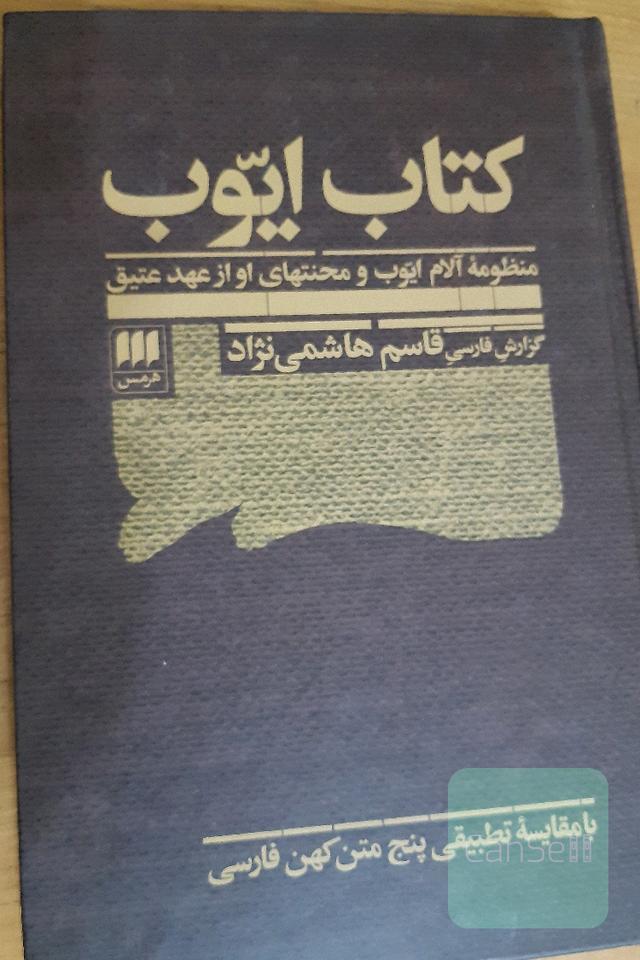 کتاب ایّوب
منظومهٔ آلام ایّوب و محنتهای او از عهد عتیق
گزارش فارسیِ قاسم هاشمی‌نژاد
هرمس
با مقایسهٔ تطبیقی پنج متن کهن فارسی
eanSell